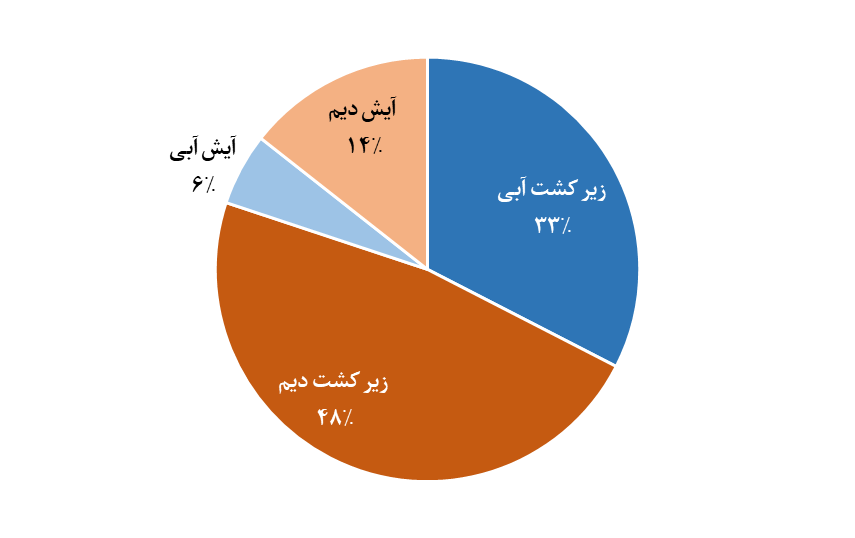 آیش دیم
۱۴٪
آیش آبی
۶٪
زیر کشت آبی
۳۳٪
زیر کشت دیم
۴۸٪